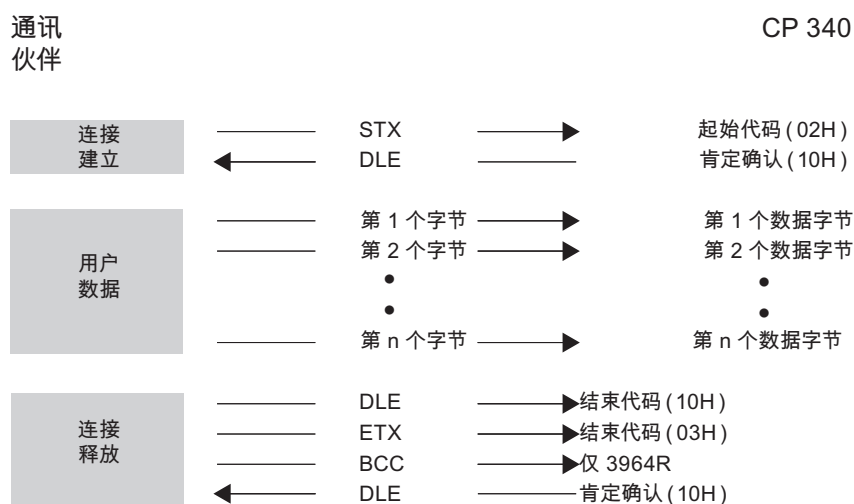 通讯 CP 340
伙伴
连接
建立
STX 起始代码(02H)
DLE 肯定确认(10H)
用户
数据
第 1 个字节 第 1 个数据字节
第 2 个字节 第 2 个数据字节
第 n 个字节 第 n 个数据字节
连接
释放
DLE 结束代码(10H)
ETX 结束代码(03H)
BCC 仅 3964R
DLE 肯定确认(10H)